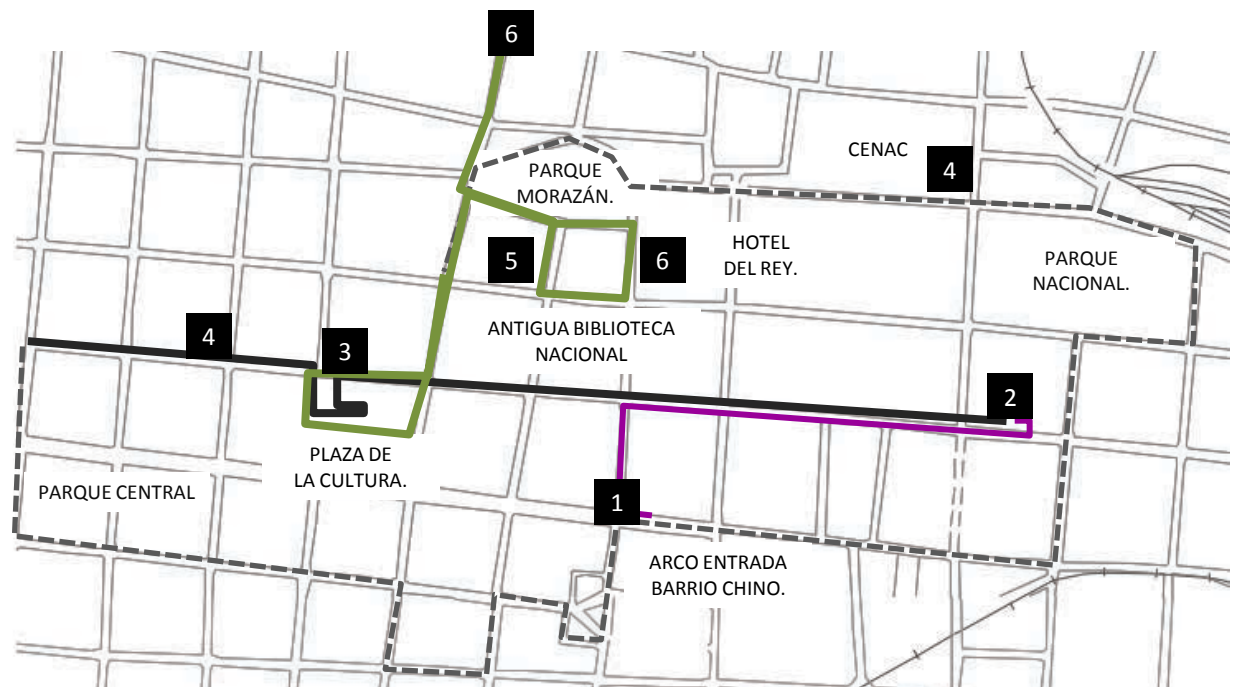 6
CENAC
4
PARQUE
MORAZÁN.
5
6
HOTEL
DEL REY.
PARQUE
NACIONAL.
4
3
ANTIGUA BIBLIOTECA
NACIONAL
2
PLAZA DE
LA CULTURA.
PARQUE CENTRAL
1
ARCO ENTRADA
BARRIO CHINO.